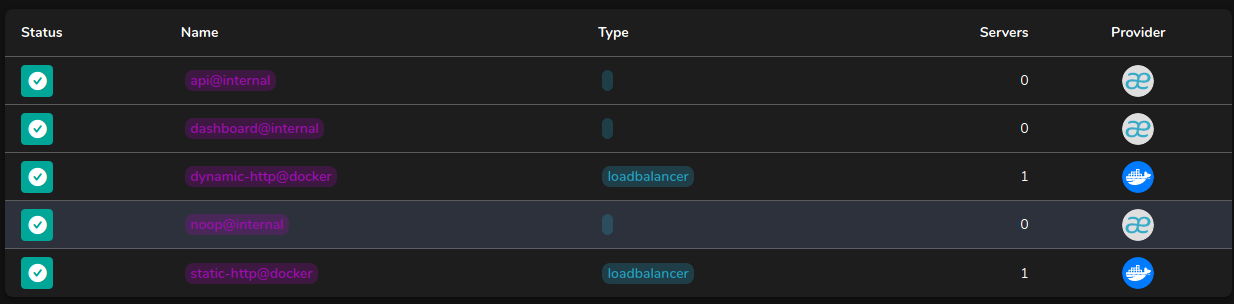 Status Name Type Servers Provider
api@internal 0
dashboard@internal 0
dynamic-http@docker loadbalancer 1
noop@internal 0
static-http@docker loadbalancer 1